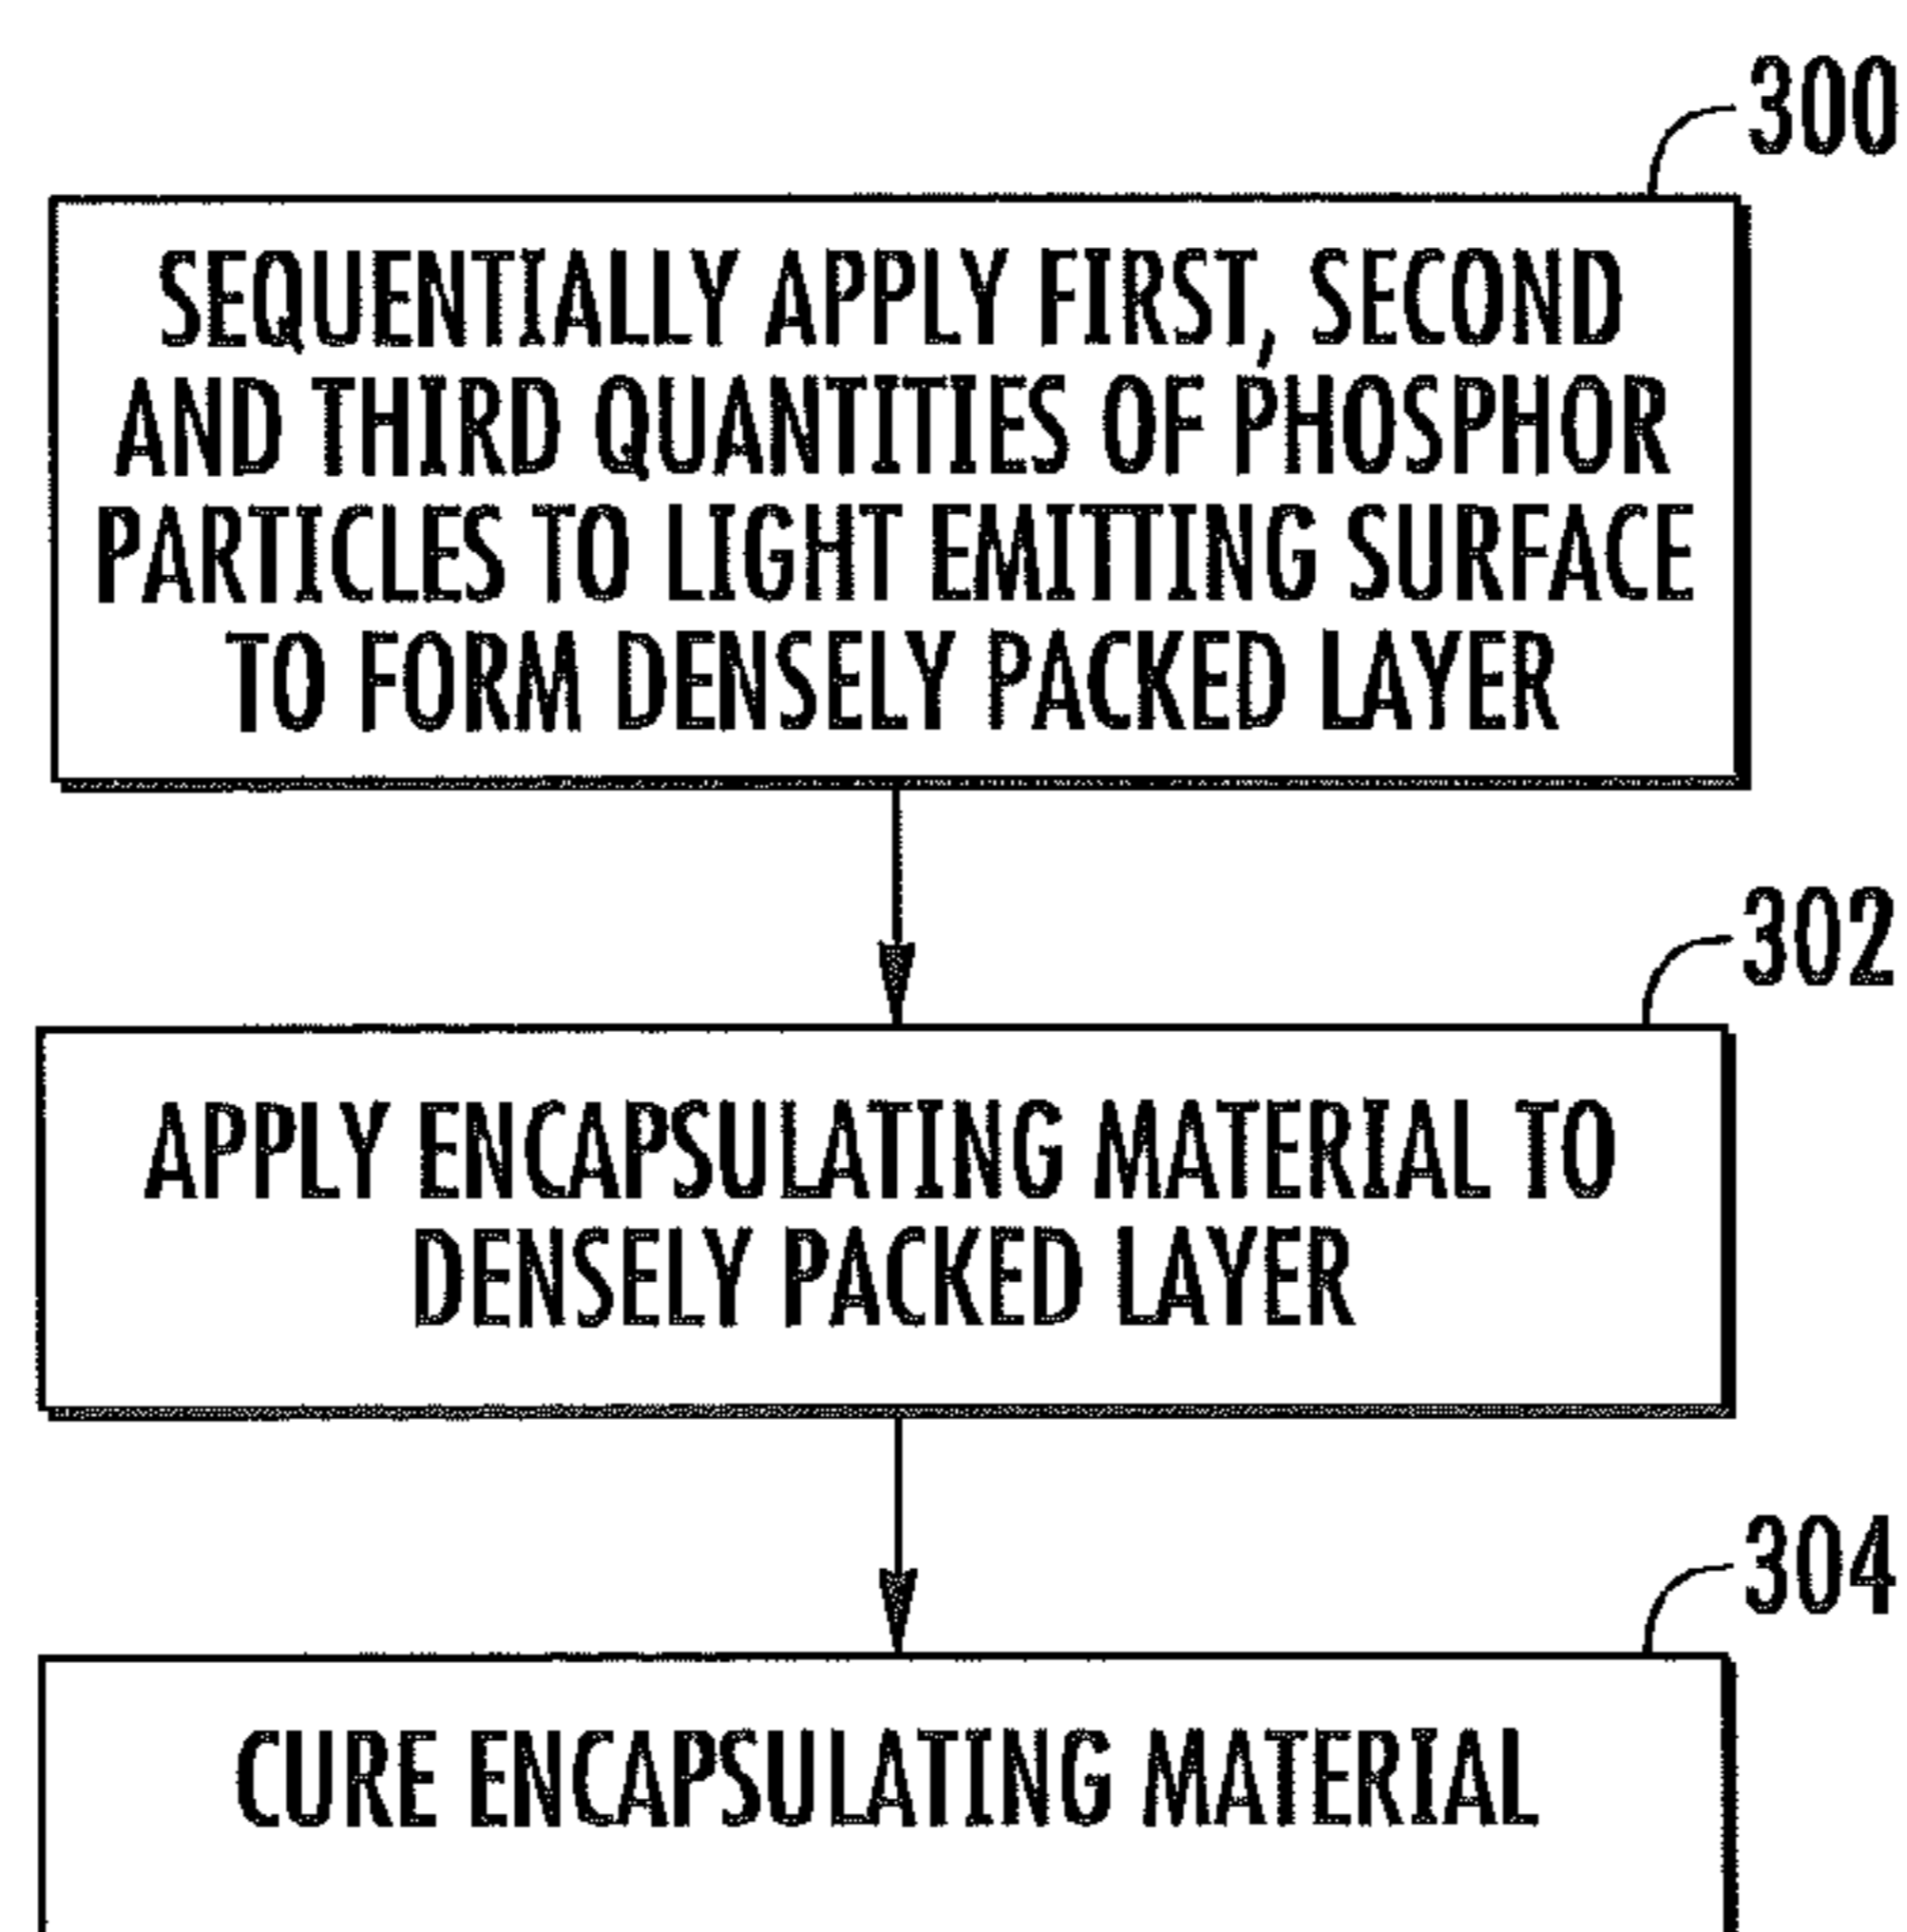 300
SEQUENTIALLY APPLY FIRST, SECOND
AND THIRD QUANTITIES OF PHOSPHOR
PARTICLES TO LIGHT EMITTING SURFACE
TO FORM DENSELY PACKED LAYER
302
APPLY ENCAPSULATING MATERIAL TO
DENSELY PACKED LAYER
304
CURE ENCAPSULATING MATERIAL